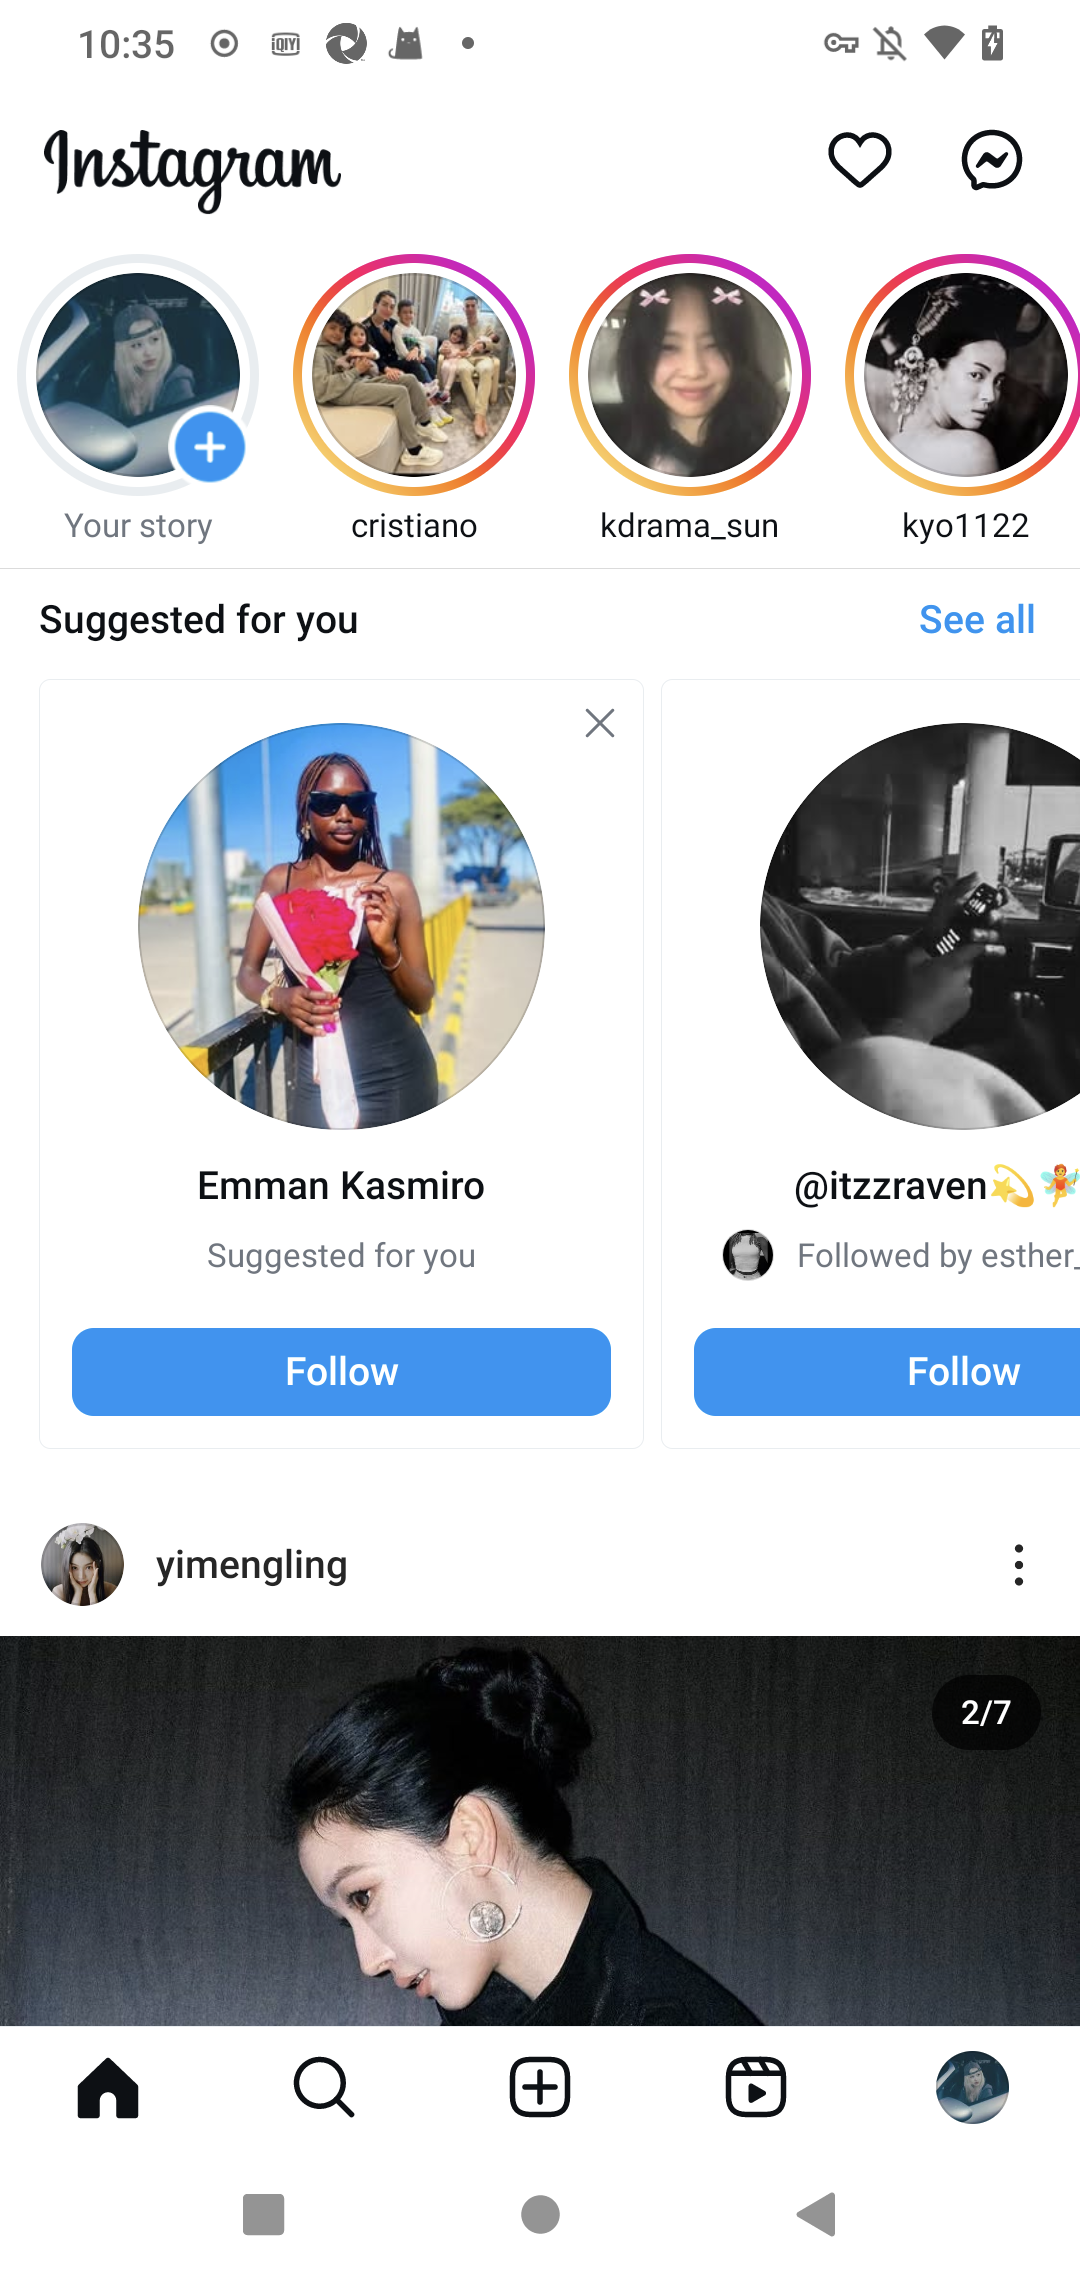 10:35
iQIYI
Instagram
Your story
cristiano
kdrama_sun
kyo1122
Suggested for you
See all
Emman Kasmiro
Suggested for you
Follow
@itzzraven💫🧚
Followed by esther_
Follow
yimengling
2/7